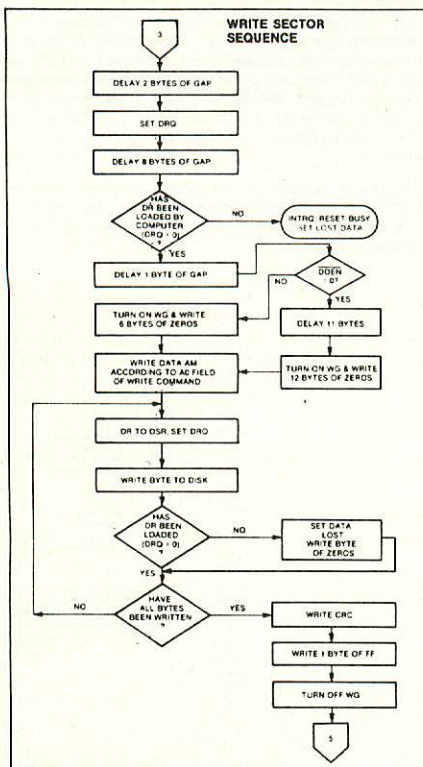 WRITE SECTOR
SEQUENCE
3
DELAY 2 BYTES OF GAP
SET DRQ
DELAY 8 BYTES OF GAP
HAS
DR BEEN
LOADED BY
COMPUTER
(DRQ = 0)
?
NO
INTRQ, RESET BUSY
SET LOST DATA
YES
DELAY 1 BYTE OF GAP
DDEN
= 0?
NO
YES
TURN ON WG & WRITE
6 BYTES OF ZEROS
DELAY 11 BYTES
WRITE DATA AM
ACCORDING TO A0 FIELD
OF WRITE COMMAND
TURN ON WG & WRITE
12 BYTES OF ZEROS
DR TO DSR, SET DRQ
WRITE BYTE TO DISK
HAS
DR BEEN
LOADED
(DRQ = 0)
?
NO
SET DATA
LOST
WRITE BYTE
OF ZEROS
YES
HAVE
ALL BYTES
BEEN WRITTEN
?
NO
YES
WRITE CRC
WRITE 1 BYTE OF FF
TURN OFF WG
5